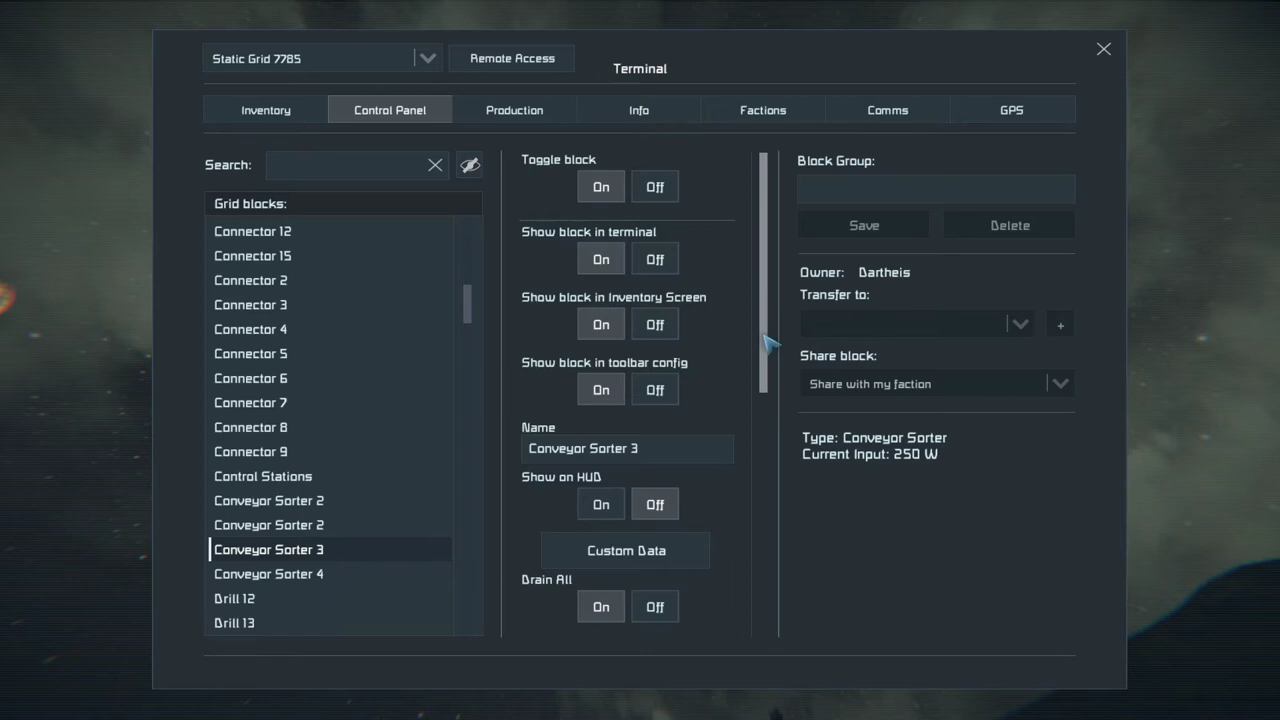 Static Grid 7785
Remote Access
Terminal
Inventory
Control Panel
Production
Info
Factions
Comms
GPS
Search:
Grid blocks:
Connector 12
Connector 15
Connector 2
Connector 3
Connector 4
Connector 5
Connector 6
Connector 7
Connector 8
Connector 9
Control Stations
Conveyor Sorter 2
Conveyor Sorter 2
Conveyor Sorter 3
Conveyor Sorter 4
Drill 12
Drill 13
Toggle block
On Off
Show block in terminal
On Off
Show block in Inventory Screen
On Off
Show block in toolbar config
On Off
Name
Conveyor Sorter 3
Show on HUD
On Off
Custom Data
Drain All
On Off
Block Group:
Save Delete
Owner: Dartheis
Transfer to:
+
Share block:
Share with my faction
Type: Conveyor Sorter
Current Input: 250 W